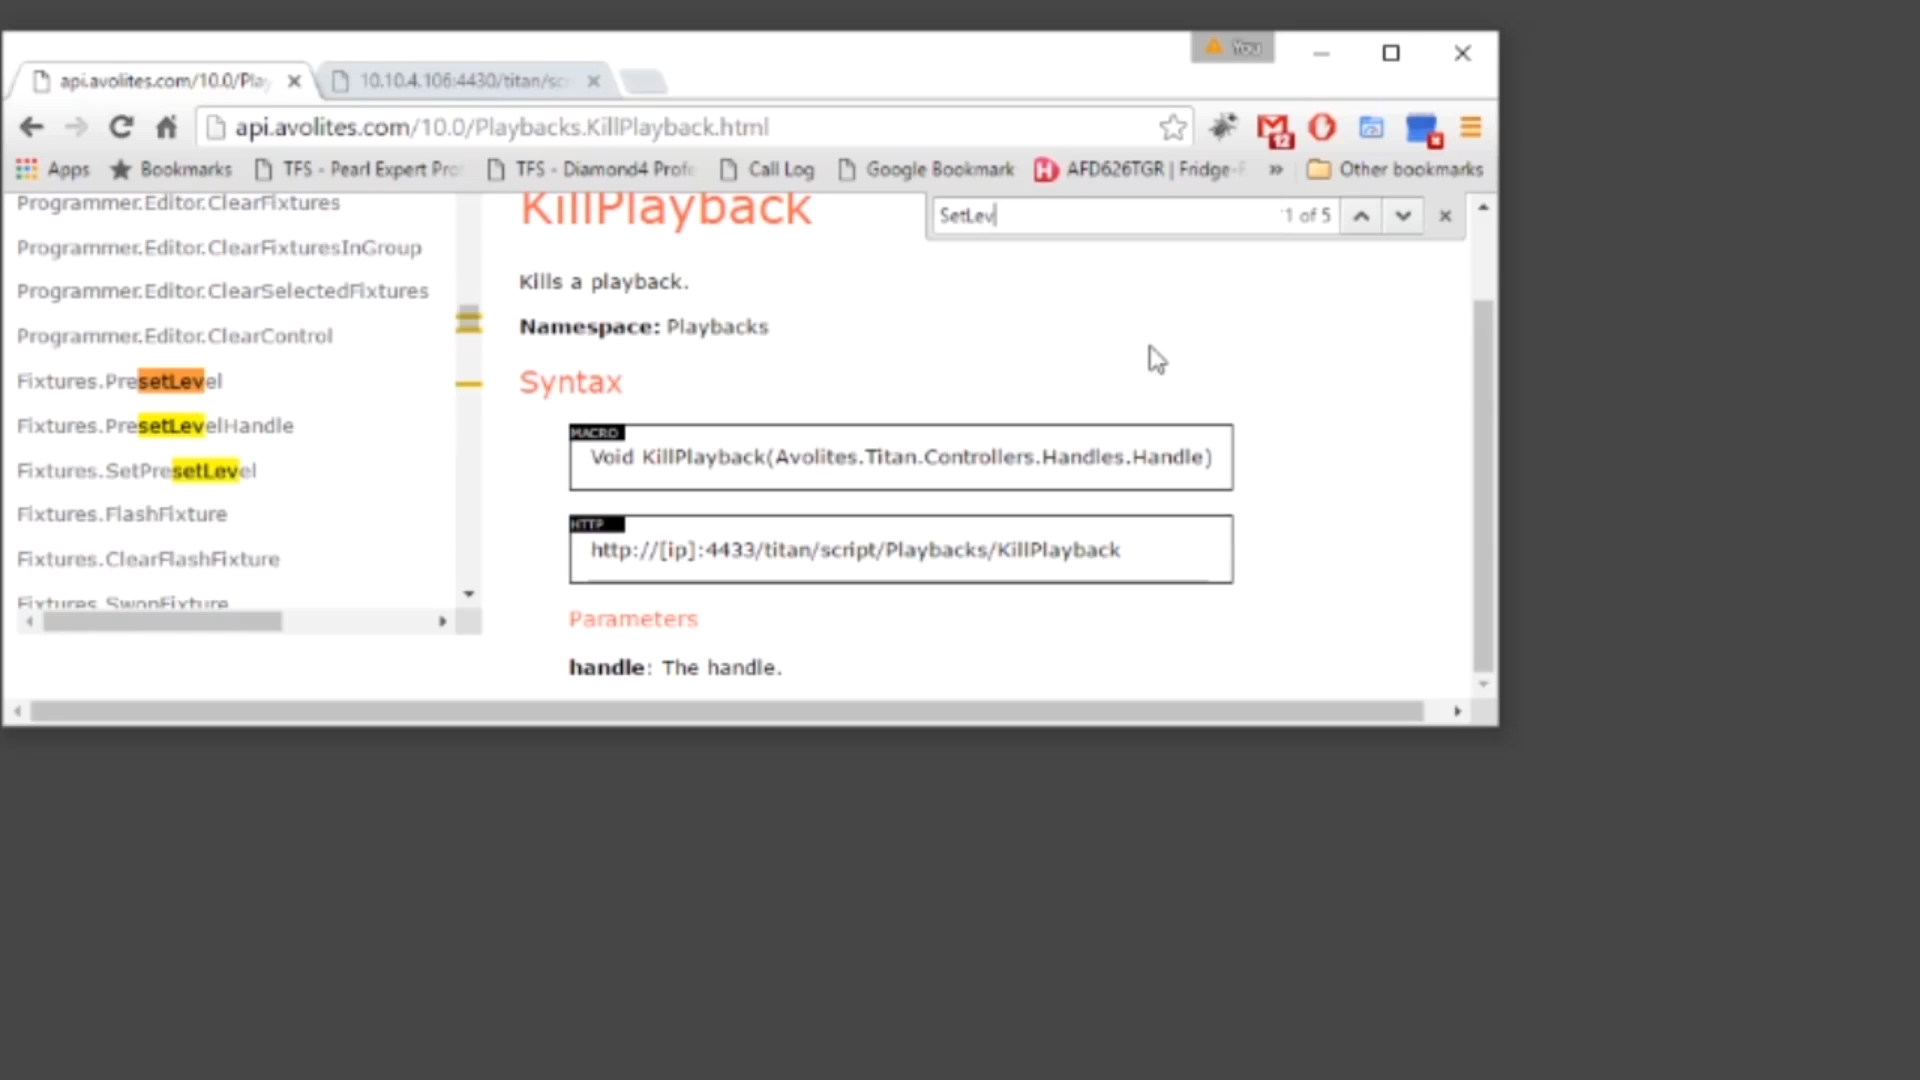 You
api.avolites.com/10.0/Play
10.10.4.106:4430/titan/scr
api.avolites.com/10.0/Playbacks.KillPlayback.html
12
Apps
Bookmarks
TFS - Pearl Expert Pro
TFS - Diamond4 Profe
Call Log
Google Bookmark
AFD626TGR | Fridge-F
»
Other bookmarks
SetLev
1 of 5
Programmer.Editor.ClearFixtures
Programmer.Editor.ClearFixturesInGroup
Programmer.Editor.ClearSelectedFixtures
Programmer.Editor.ClearControl
Fixtures.PresetLevel
Fixtures.PresetLevelHandle
Fixtures.SetPresetLevel
Fixtures.FlashFixture
Fixtures.ClearFlashFixture
Fixtures.SwopFixture
KillPlayback
Kills a playback.
Namespace: Playbacks
Syntax
MACRO
Void KillPlayback(Avolites.Titan.Controllers.Handles.Handle)
HTTP
http://[ip]:4433/titan/script/Playbacks/KillPlayback
Parameters
handle: The handle.